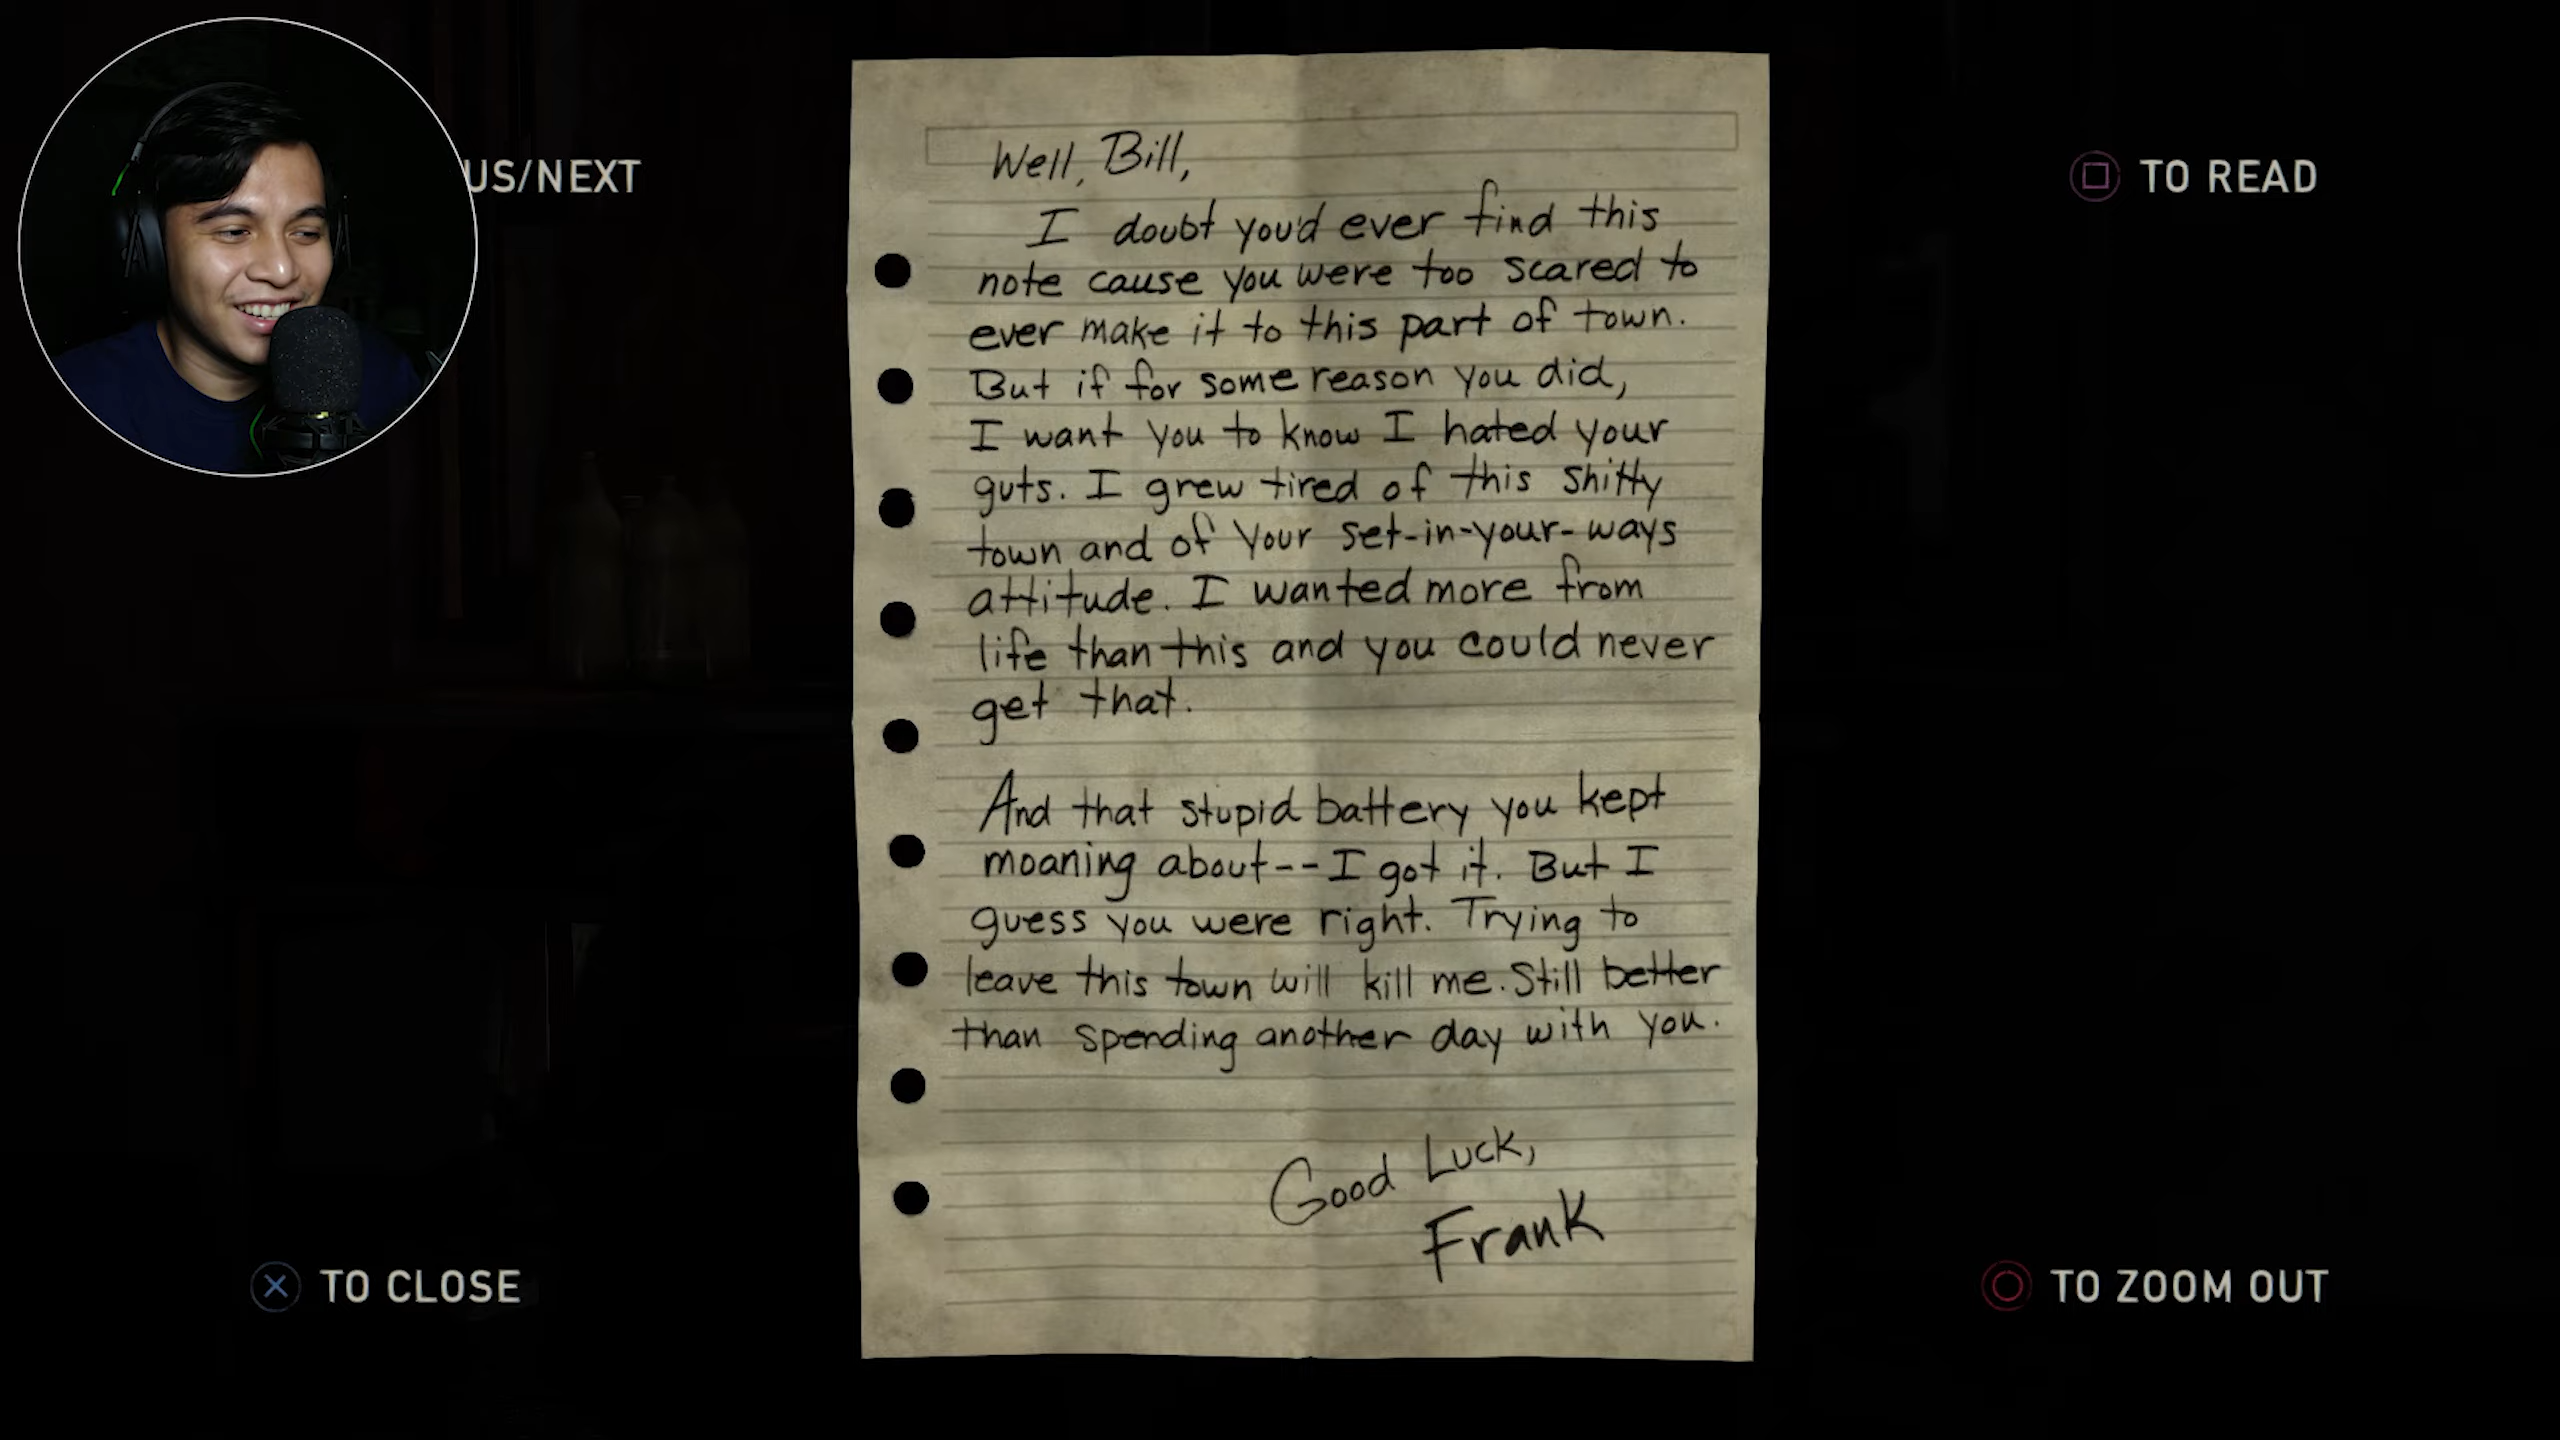 US/NEXT
TO READ
Well, Bill,
I doubt you'd ever find this
note cause you were too scared to
ever make it to this part of town.
But if for some reason you did,
I want you to know I hated your
guts. I grew tired of this shitty
town and of your set-in-your-ways
attitude. I wanted more from
life than this and you could never
get that.
And that stupid battery you kept
moaning about--I got it. But I
guess you were right. Trying to
leave this town will kill me. Still better
than spending another day with you.
Good Luck,
Frank
TO CLOSE
TO ZOOM OUT